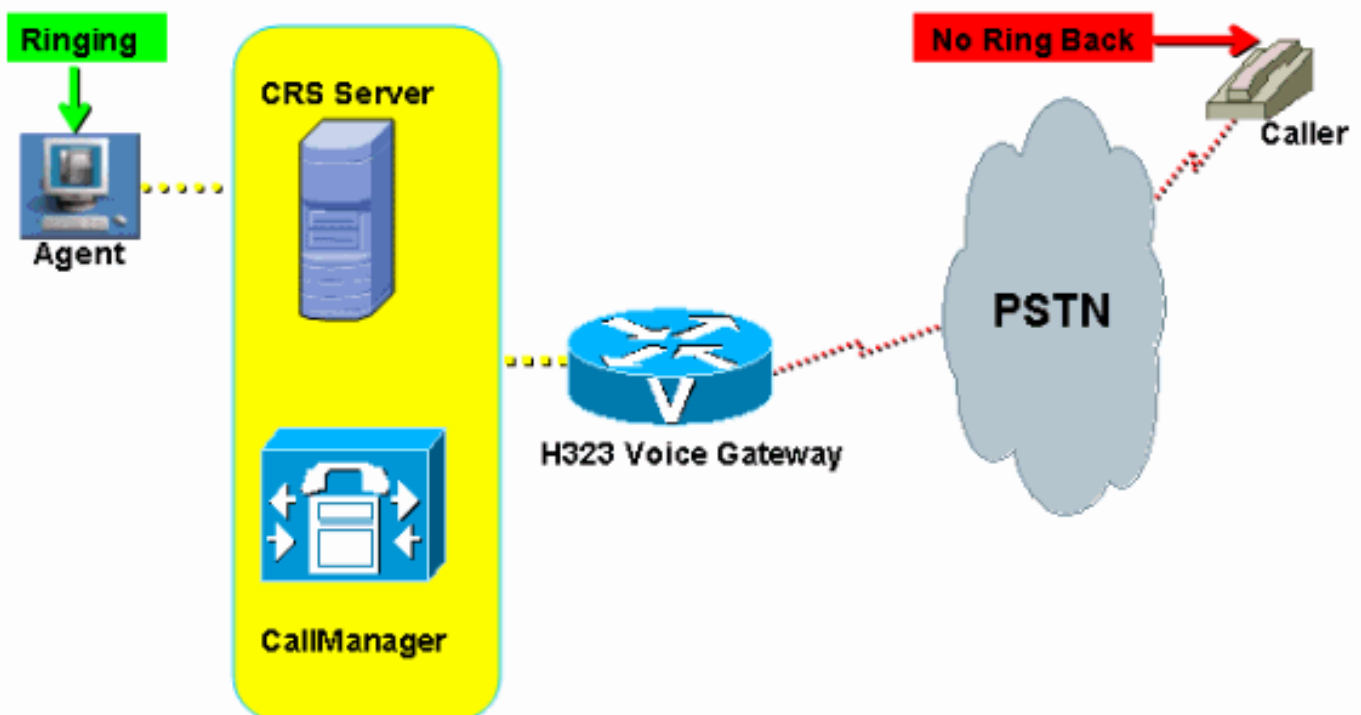 Ringing
No Ring Back
CRS Server
Caller
Agent
PSTN
V
H323 Voice Gateway
CallManager